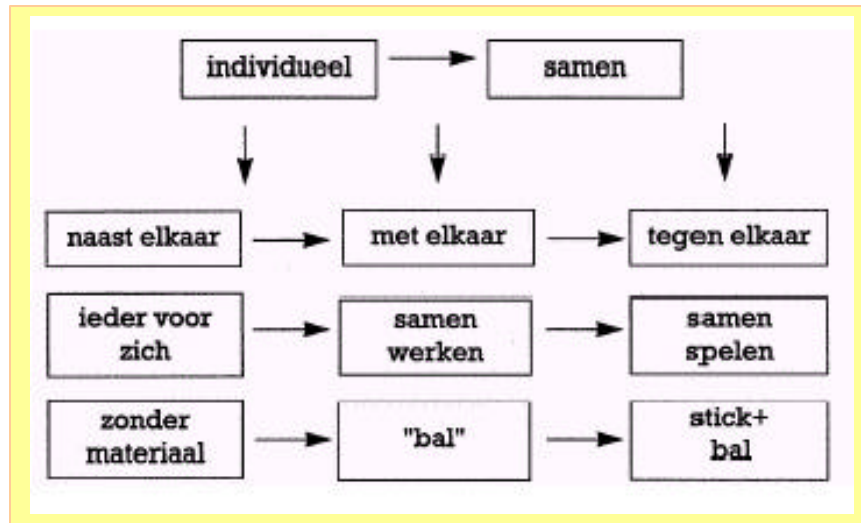 individueel
samen
naast elkaar
met elkaar
tegen elkaar
ieder voor
zich
samen
werken
samen
spelen
zonder
materiaal
"bal"
stick+
bal